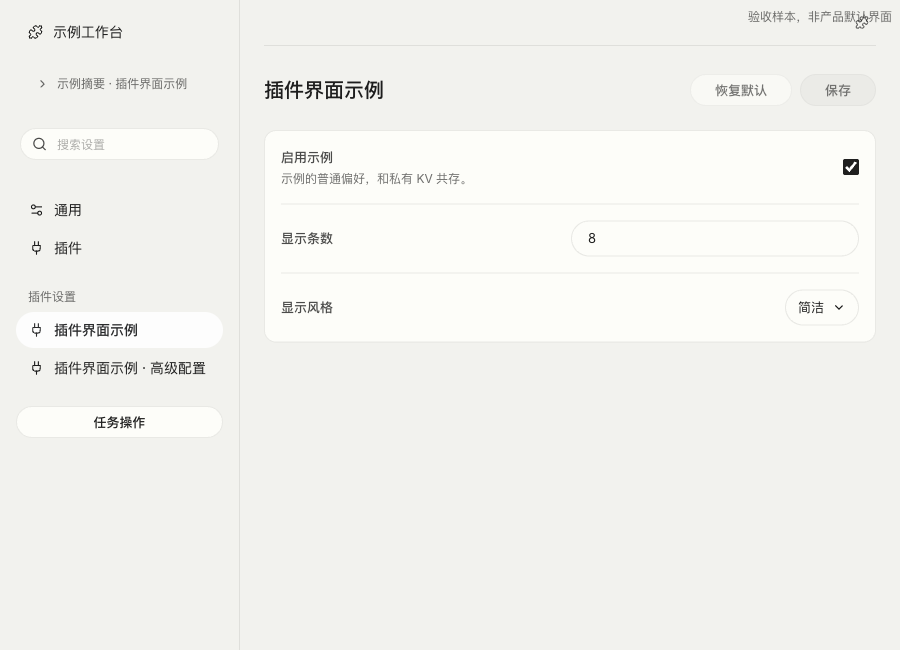 验收样本，非产品默认界面
示例工作台
示例摘要 · 插件界面示例
搜索设置
通用
插件
插件设置
插件界面示例
插件界面示例 · 高级配置
任务操作
插件界面示例
恢复默认
保存
启用示例
示例的普通偏好，和私有 KV 共存。
显示条数
8
显示风格
简洁